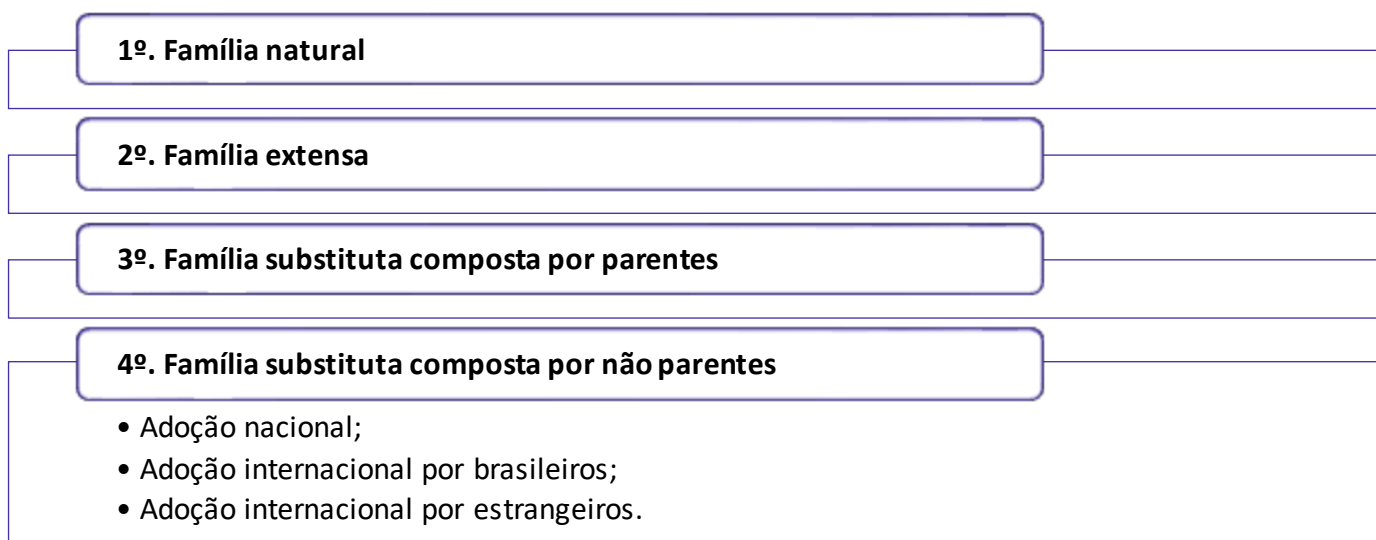 1º. Família natural
2º. Família extensa
3º. Família substituta composta por parentes
4º. Família substituta composta por não parentes
• Adoção nacional;
• Adoção internacional por brasileiros;
• Adoção internacional por estrangeiros.